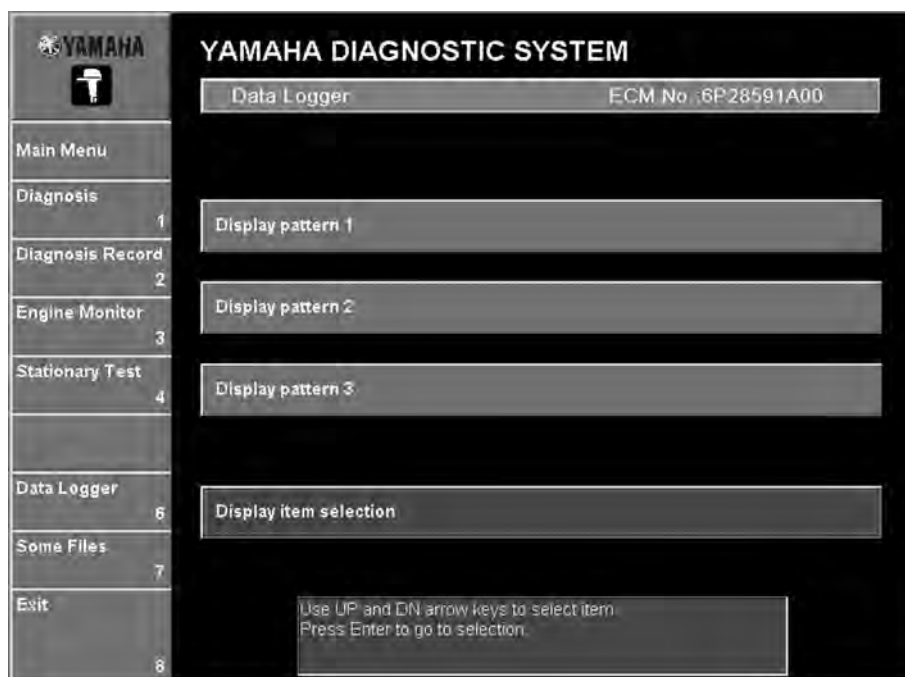 YAMAHA
YAMAHA DIAGNOSTIC SYSTEM
Data Logger ECM No. :6P28591A00
Main Menu
Diagnosis
1
Diagnosis Record
2
Engine Monitor
3
Stationary Test
4
Data Logger
6
Some Files
7
Exit
8
Display pattern 1
Display pattern 2
Display pattern 3
Display item selection
Use UP and DN arrow keys to select item.
Press Enter to go to selection.